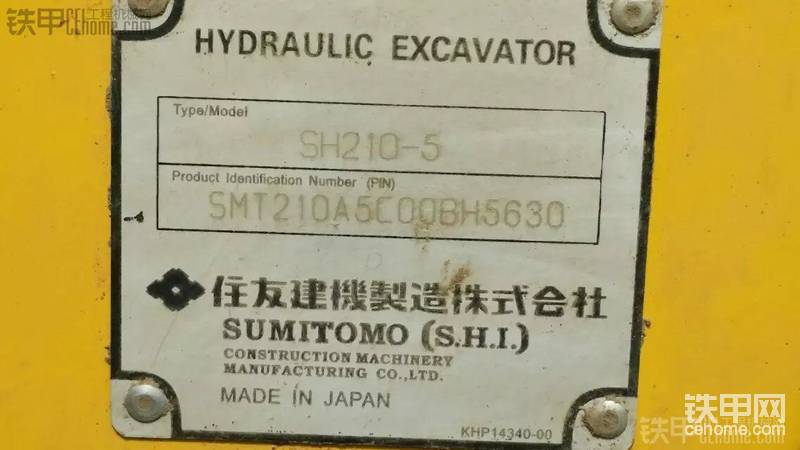 铁甲 CE 工程机械网
CEhome.com
HYDRAULIC EXCAVATOR
Type/Model
SH210-5
Product Identification Number (PIN)
SMT210A5C00BH5630
住友建機製造株式会社
SUMITOMO (S.H.I.)
CONSTRUCTION MACHINERY
MANUFACTURING CO.,LTD.
MADE IN JAPAN
KHP14340-00
铁甲网
cehome.com